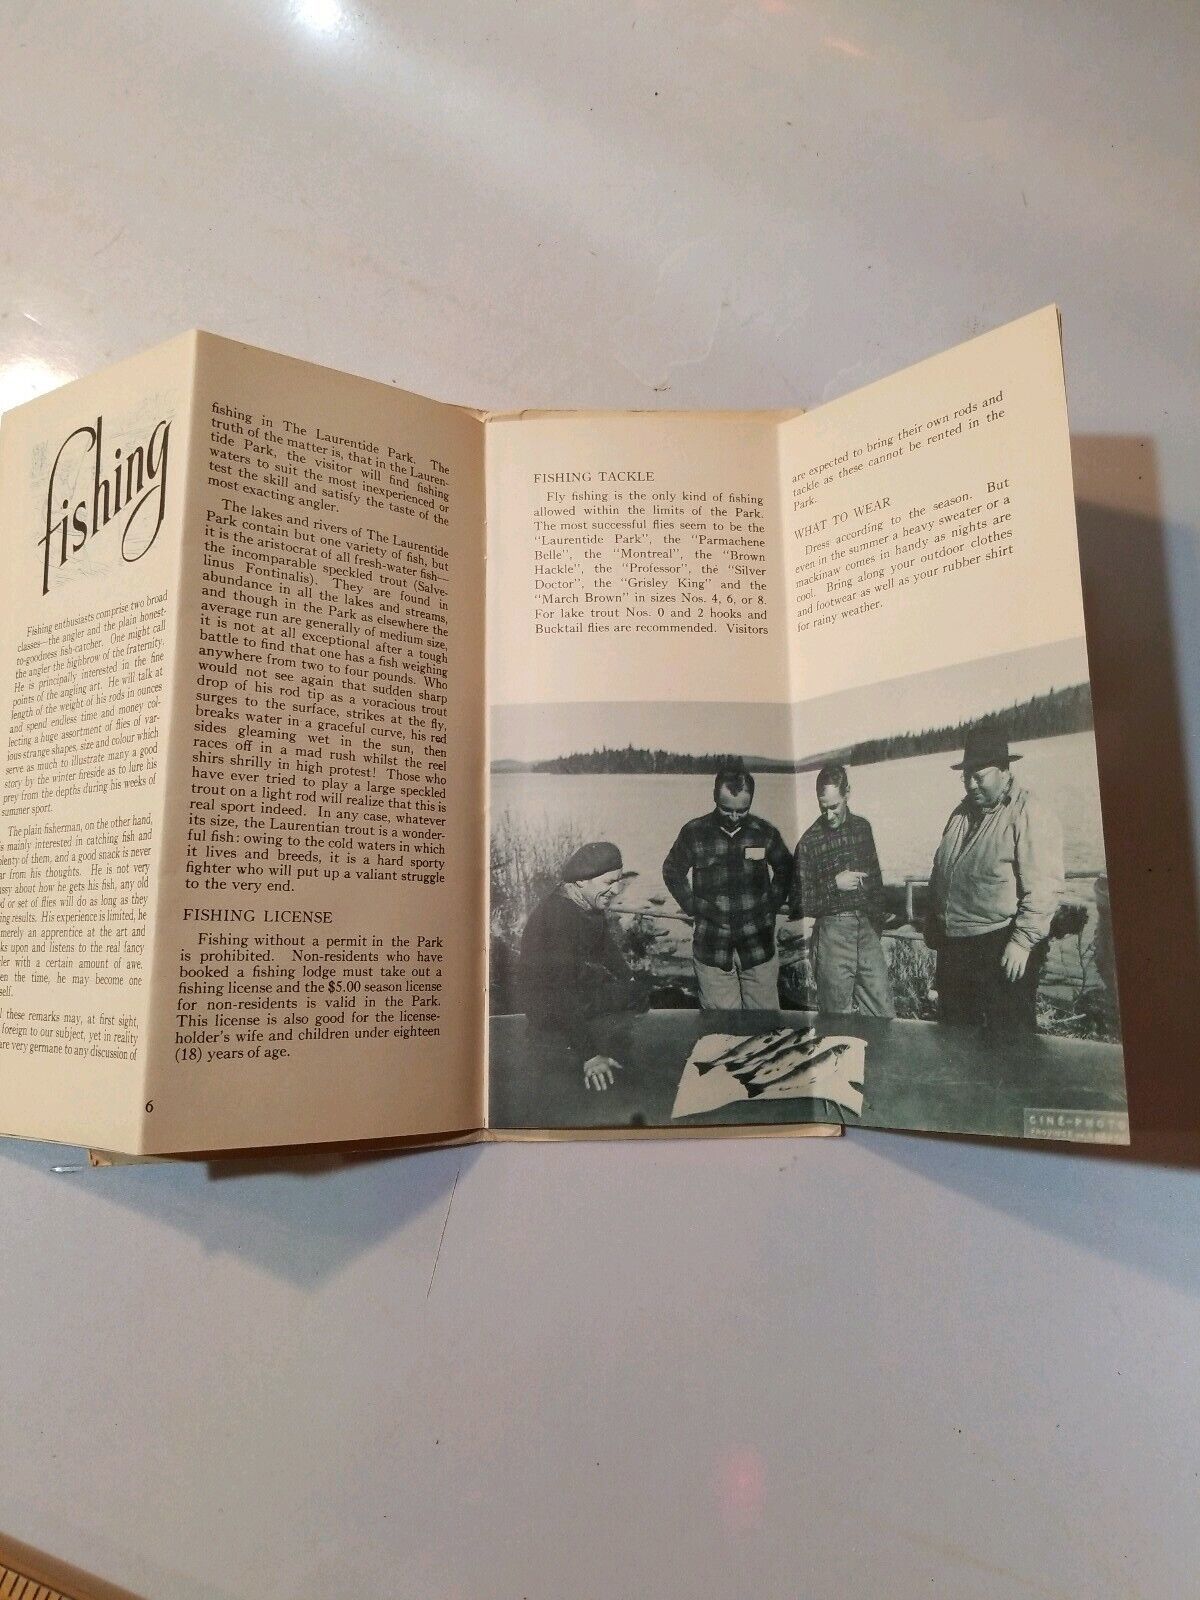 fishing
Fishing enthusiasts comprise two broad
classes—the angler and the plain honest-
to-goodness fish-catcher. One might call
the angler the highbrow of the fraternity.
He is principally interested in the fine
points of the angling art. He will talk at
length of the weight of his rods in ounces
and spend endless time and money col-
lecting a huge assortment of flies of var-
ious strange shapes, size and colour which
serve as much to illustrate many a good
story by the winter fireside as to lure his
prey from the depths during his weeks of
summer sport.
The plain fisherman, on the other hand,
is mainly interested in catching fish and
plenty of them, and a good snack is never
from his thoughts. He is not very
about how he gets his fish, any old
or set of flies will do as long as they
results. His experience is limited, he
merely an apprentice at the art and
upon and listens to the real fancy
with a certain amount of awe.
the time, he may become one
these remarks may, at first sight,
foreign to our subject, yet in reality
are very germane to any discussion of
fishing in The Laurentide Park. The
truth of the matter is, that in the Lauren-
tide Park, the visitor will find fishing
waters to suit the most inexperienced or
test the skill and satisfy the taste of the
most exacting angler.
The lakes and rivers of The Laurentide
Park contain but one variety of fish, but
it is the aristocrat of all fresh-water fish—
the incomparable speckled trout (Salve-
linus Fontinalis). They are found in
abundance in all the lakes and streams,
and though in the Park as elsewhere the
average run are generally of medium size,
it is not at all exceptional after a tough
battle to find that one has a fish weighing
anywhere from two to four pounds. Who
would not see again that sudden sharp
drop of his rod tip as a voracious trout
surges to the surface, strikes at the fly,
breaks water in a graceful curve, his red
sides gleaming wet in the sun, then
races off in a mad rush whilst the reel
shirs shrilly in high protest! Those who
have ever tried to play a large speckled
trout on a light rod will realize that this is
real sport indeed. In any case, whatever
its size, the Laurentian trout is a wonder-
ful fish: owing to the cold waters in which
it lives and breeds, it is a hard sporty
fighter who will put up a valiant struggle
to the very end.
FISHING LICENSE
Fishing without a permit in the Park
is prohibited. Non-residents who have
booked a fishing lodge must take out a
fishing license and the $5.00 season license
for non-residents is valid in the Park.
This license is also good for the license-
holder's wife and children under eighteen
(18) years of age.
6
FISHING TACKLE
Fly fishing is the only kind of fishing
allowed within the limits of the Park.
The most successful flies seem to be the
"Laurentide Park", the "Parmachene
Belle", the "Montreal", the "Brown
Hackle", the "Professor", the "Silver
Doctor", the "Grisley King" and the
"March Brown" in sizes Nos. 4, 6, or 8.
For lake trout Nos. 0 and 2 hooks and
Bucktail flies are recommended. Visitors
are expected to bring their own rods and
tackle as these cannot be rented in the
Park.
WHAT TO WEAR
Dress according to the season. But
even in the summer a heavy sweater or a
mackinaw comes in handy as nights are
cool. Bring along your outdoor clothes
and footwear as well as your rubber shirt
for rainy weather.
CINÉ-PHOTO